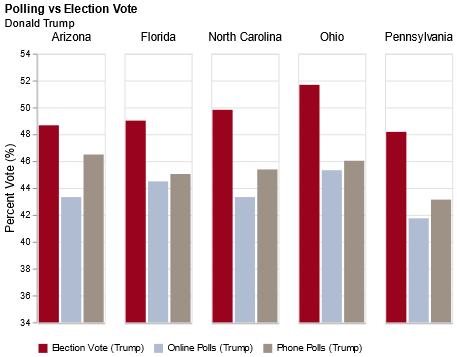 Polling vs Election Vote
Donald Trump
Arizona Florida North Carolina Ohio Pennsylvania
Percent Vote (%)
54
52
50
48
46
44
42
40
38
36
34
Election Vote (Trump) Online Polls (Trump) Phone Polls (Trump)